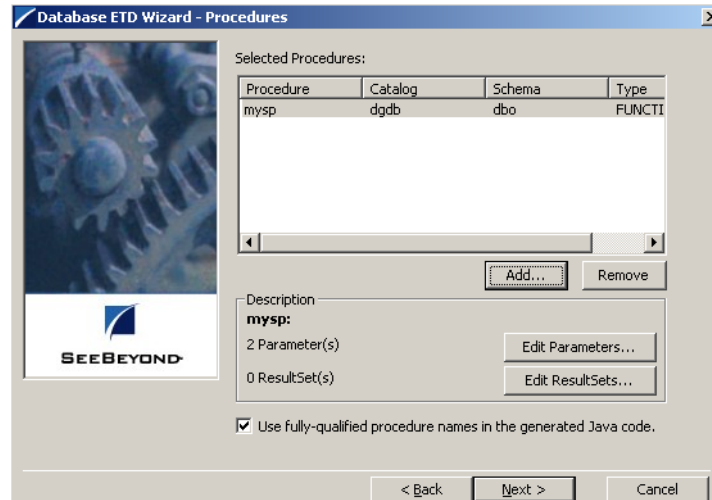 Database ETD Wizard - Procedures
Selected Procedures:
Procedure Catalog Schema Type
mysp dgdb dbo FUNCTI
Add... Remove
Description
mysp:
2 Parameter(s) Edit Parameters...
0 ResultSet(s) Edit ResultSets...
SEEBEYOND
Use fully-qualified procedure names in the generated Java code.
< Back Next > Cancel